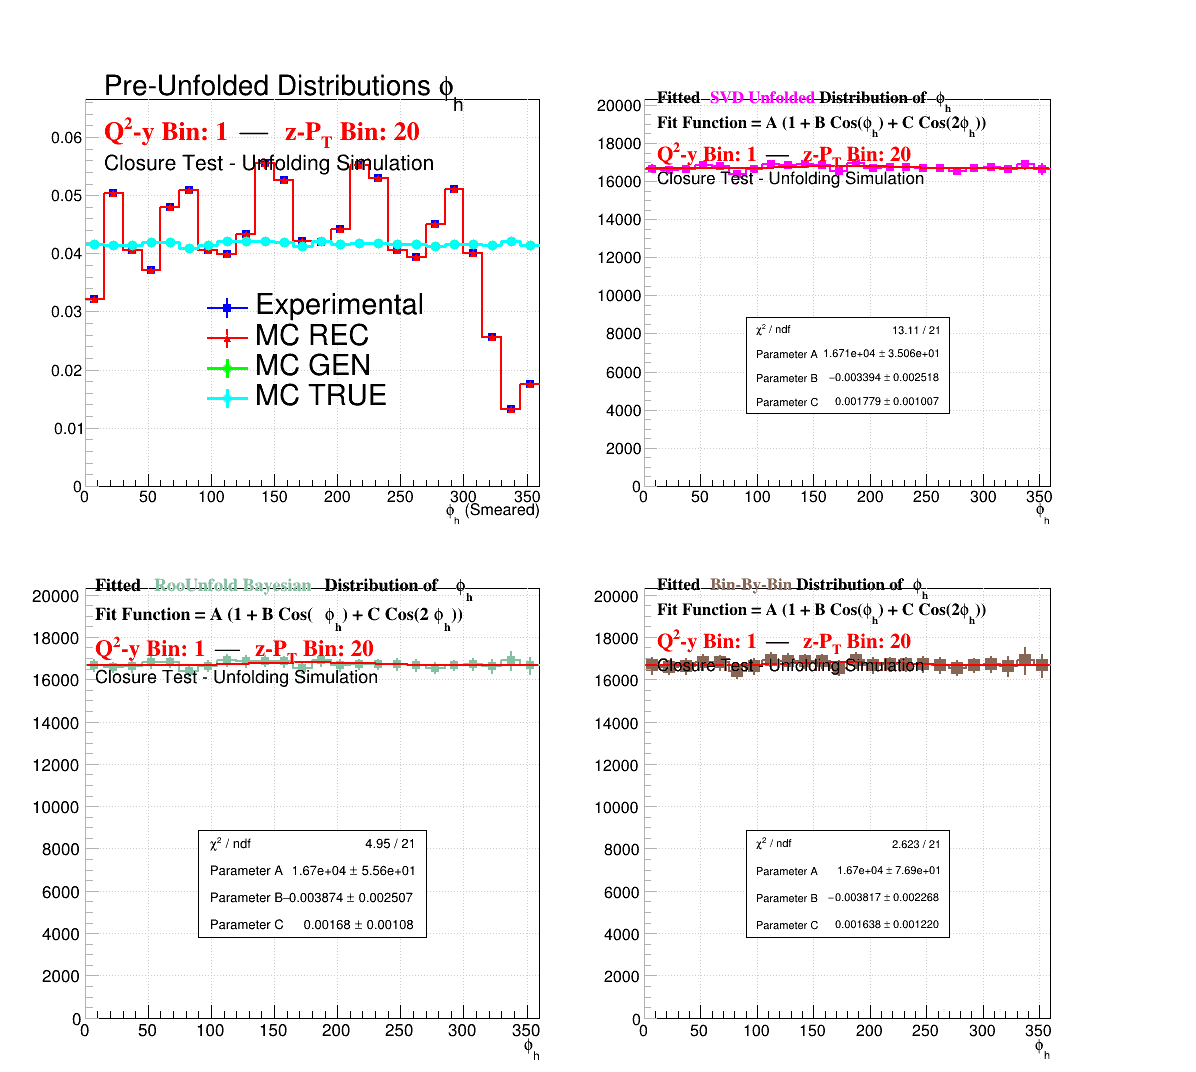 Pre-Unfolded Distributions ϕh
Q2-y Bin: 1 — z-PT Bin: 20
Closure Test - Unfolding Simulation
0.06
0.05
0.04
0.03
0.02
0.01
0
Experimental
MC REC
MC GEN
MC TRUE
0 50 100 150 200 250 300 350
ϕh (Smeared)
Fitted SVD Unfolded Distribution of ϕh
Fit Function = A (1 + B Cos(ϕh) + C Cos(2ϕh))
Q2-y Bin: 1 — z-PT Bin: 20
Closure Test - Unfolding Simulation
20000
18000
16000
14000
12000
10000
8000
6000
4000
2000
0
χ2 / ndf 13.11 / 21
Parameter A 1.671e+04 ± 3.506e+01
Parameter B −0.003394 ± 0.002518
Parameter C 0.001779 ± 0.001007
0 50 100 150 200 250 300 350
ϕh
Fitted RooUnfold Bayesian Distribution of ϕh
Fit Function = A (1 + B Cos( ϕh) + C Cos(2 ϕh))
Q2-y Bin: 1 — z-PT Bin: 20
Closure Test - Unfolding Simulation
20000
18000
16000
14000
12000
10000
8000
6000
4000
2000
0
χ2 / ndf 4.95 / 21
Parameter A 1.67e+04 ± 5.56e+01
Parameter B −0.003874 ± 0.002507
Parameter C 0.00168 ± 0.00108
0 50 100 150 200 250 300 350
ϕh
Fitted Bin-By-Bin Distribution of ϕh
Fit Function = A (1 + B Cos(ϕh) + C Cos(2ϕh))
Q2-y Bin: 1 — z-PT Bin: 20
Closure Test - Unfolding Simulation
20000
18000
16000
14000
12000
10000
8000
6000
4000
2000
0
χ2 / ndf 2.623 / 21
Parameter A 1.67e+04 ± 7.69e+01
Parameter B −0.003817 ± 0.002268
Parameter C 0.001638 ± 0.001220
0 50 100 150 200 250 300 350
ϕh